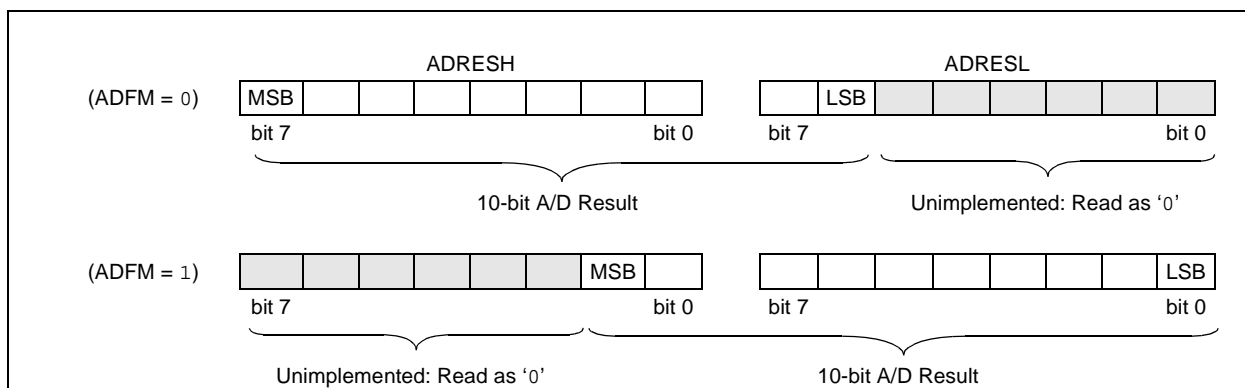 ADRESH ADRESL
(ADFM = 0) MSB LSB
bit 7 bit 0 bit 7 bit 0
10-bit A/D Result Unimplemented: Read as ‘0’
(ADFM = 1) MSB LSB
bit 7 bit 0 bit 7 bit 0
Unimplemented: Read as ‘0’ 10-bit A/D Result